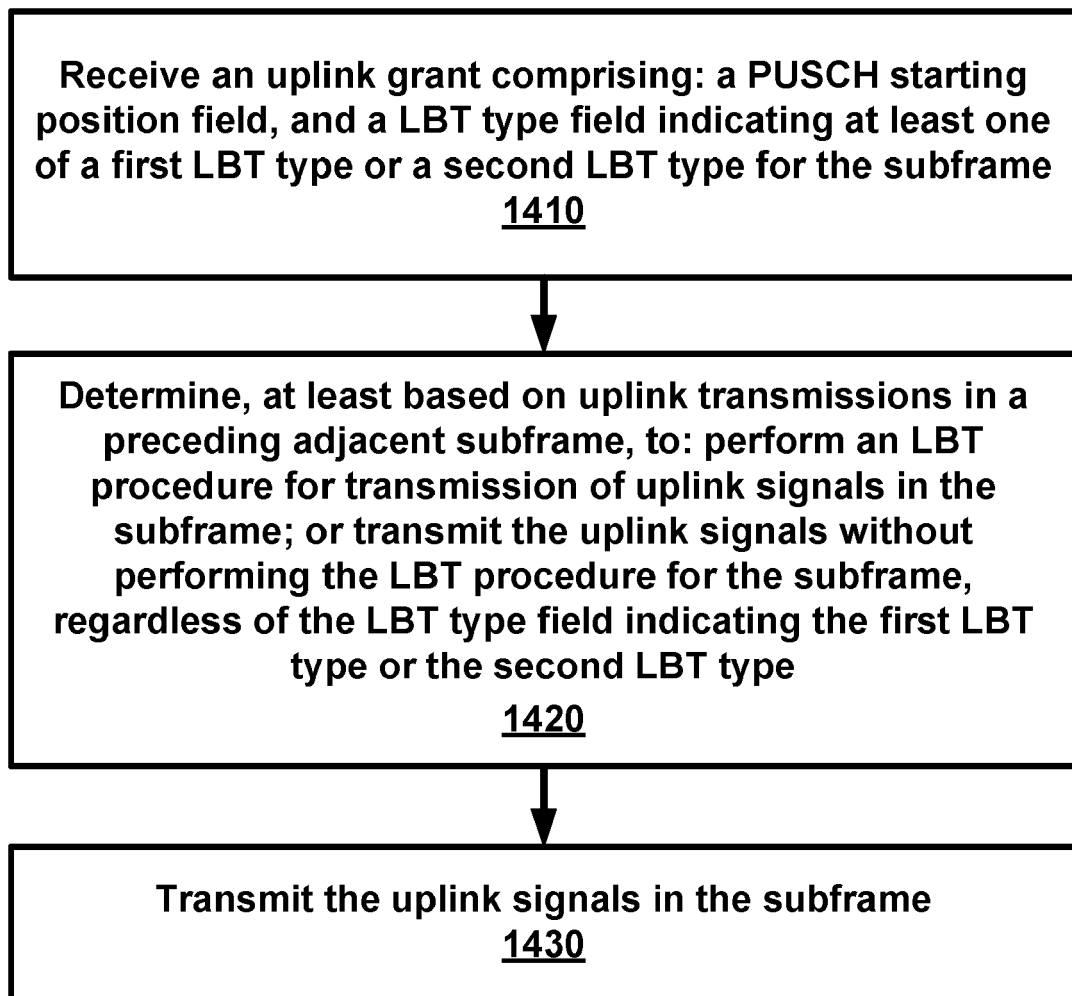 Receive an uplink grant comprising: a PUSCH starting
position field, and a LBT type field indicating at least one
of a first LBT type or a second LBT type for the subframe
1410
Determine, at least based on uplink transmissions in a
preceding adjacent subframe, to: perform an LBT
procedure for transmission of uplink signals in the
subframe; or transmit the uplink signals without
performing the LBT procedure for the subframe,
regardless of the LBT type field indicating the first LBT
type or the second LBT type
1420
Transmit the uplink signals in the subframe
1430